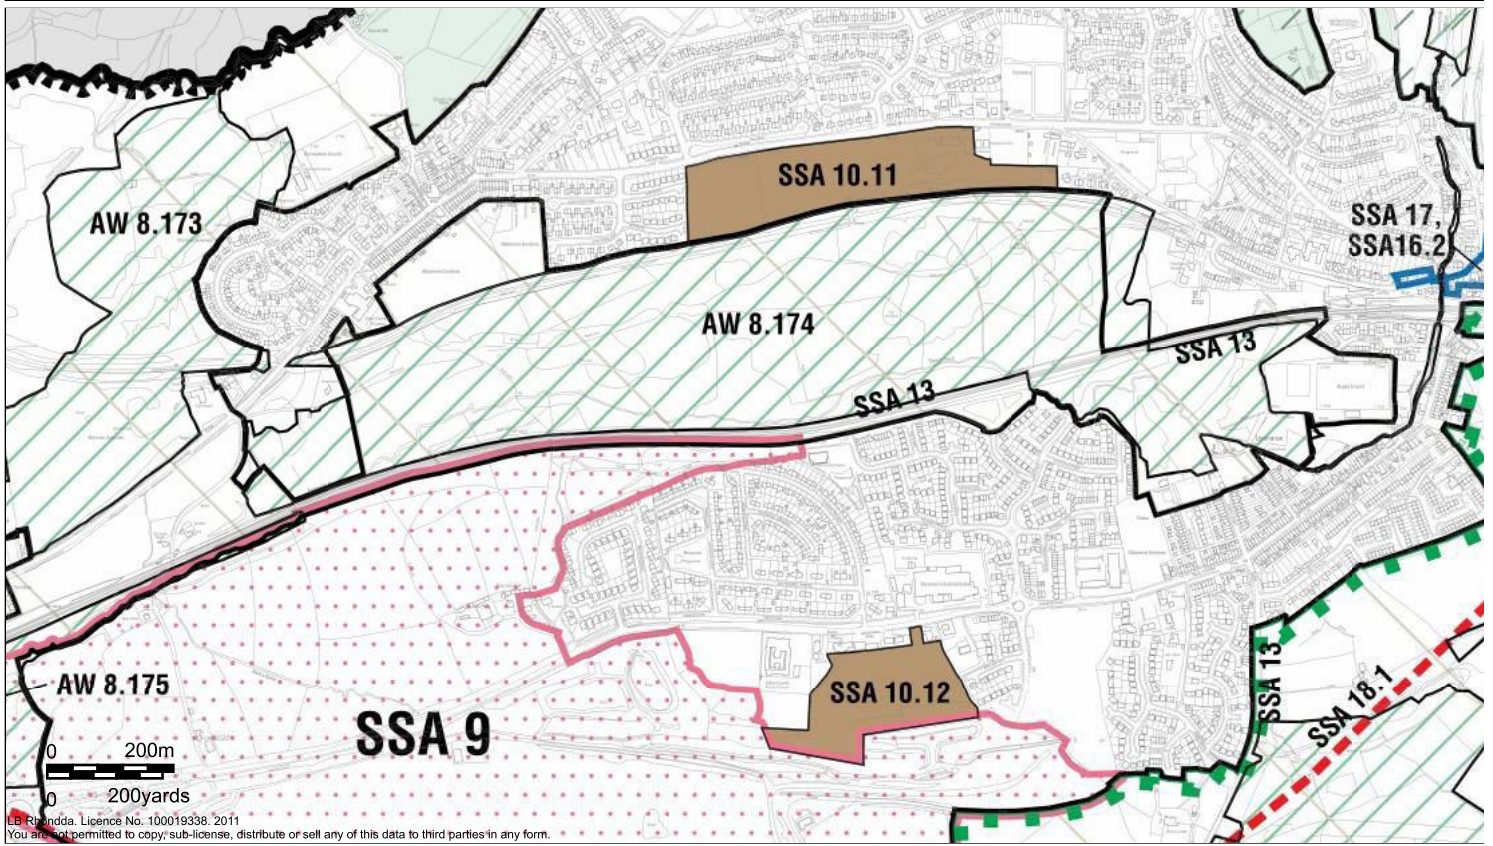 SSA 10.11
AW 8.173
SSA 17,
SSA16.2
AW 8.174
SSA 13
SSA 13
SSA 13
SSA 10.12
AW 8.175
SSA 9
SSA 18.1
0 200m
0 200yards
LB Rhondda. Licence No. 100019338. 2011
You are not permitted to copy, sub-license, distribute or sell any of this data to third parties in any form.